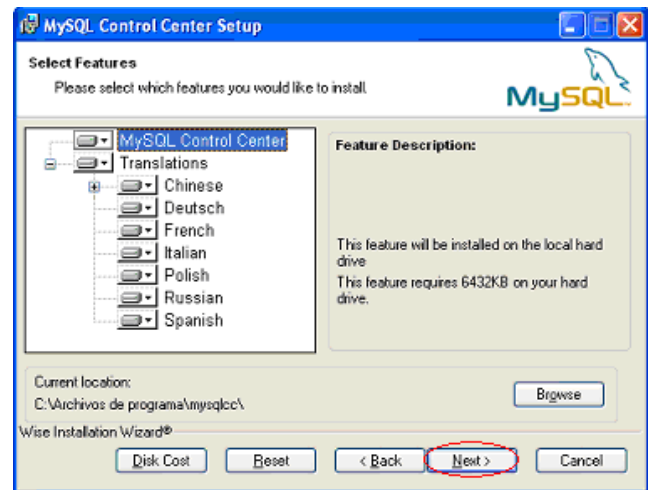 MySQL Control Center Setup
Select Features
Please select which features you would like to install.
MySQL
MySQL Control Center
Translations
Chinese
Deutsch
French
Italian
Polish
Russian
Spanish
Feature Description:
This feature will be installed on the local hard
drive
This feature requires 6432KB on your hard
drive.
Current location:
C:\Archivos de programa\mysqlcc\
Browse
Wise Installation Wizard®
Disk Cost
Reset
< Back
Next >
Cancel